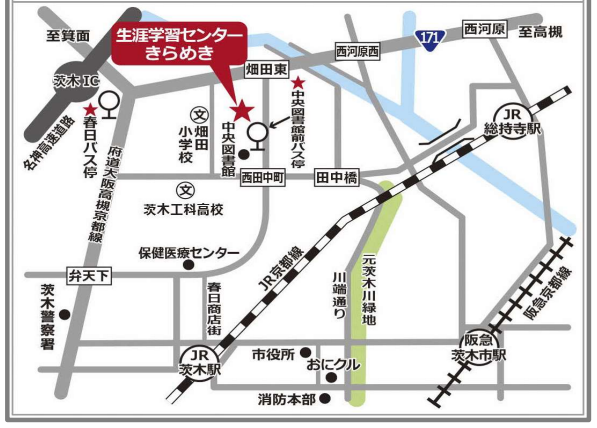 至箕面
生涯学習センター
きらめき
171
西河原
至高槻
西河原西
畑田東
茨木IC
春日バス停
名神高速道路
文
畑田
小学校
中央図書館
中央図書館前バス停
JR
総持寺駅
府道大阪高槻京都線
西田中町
田中橋
文
茨木工科高校
保健医療センター
JR京都線
川端通り
元茨木川緑地
阪急京都線
弁天下
茨木警察署
春日商店街
JR
茨木駅
市役所
おにクル
消防本部
阪急
茨木市駅